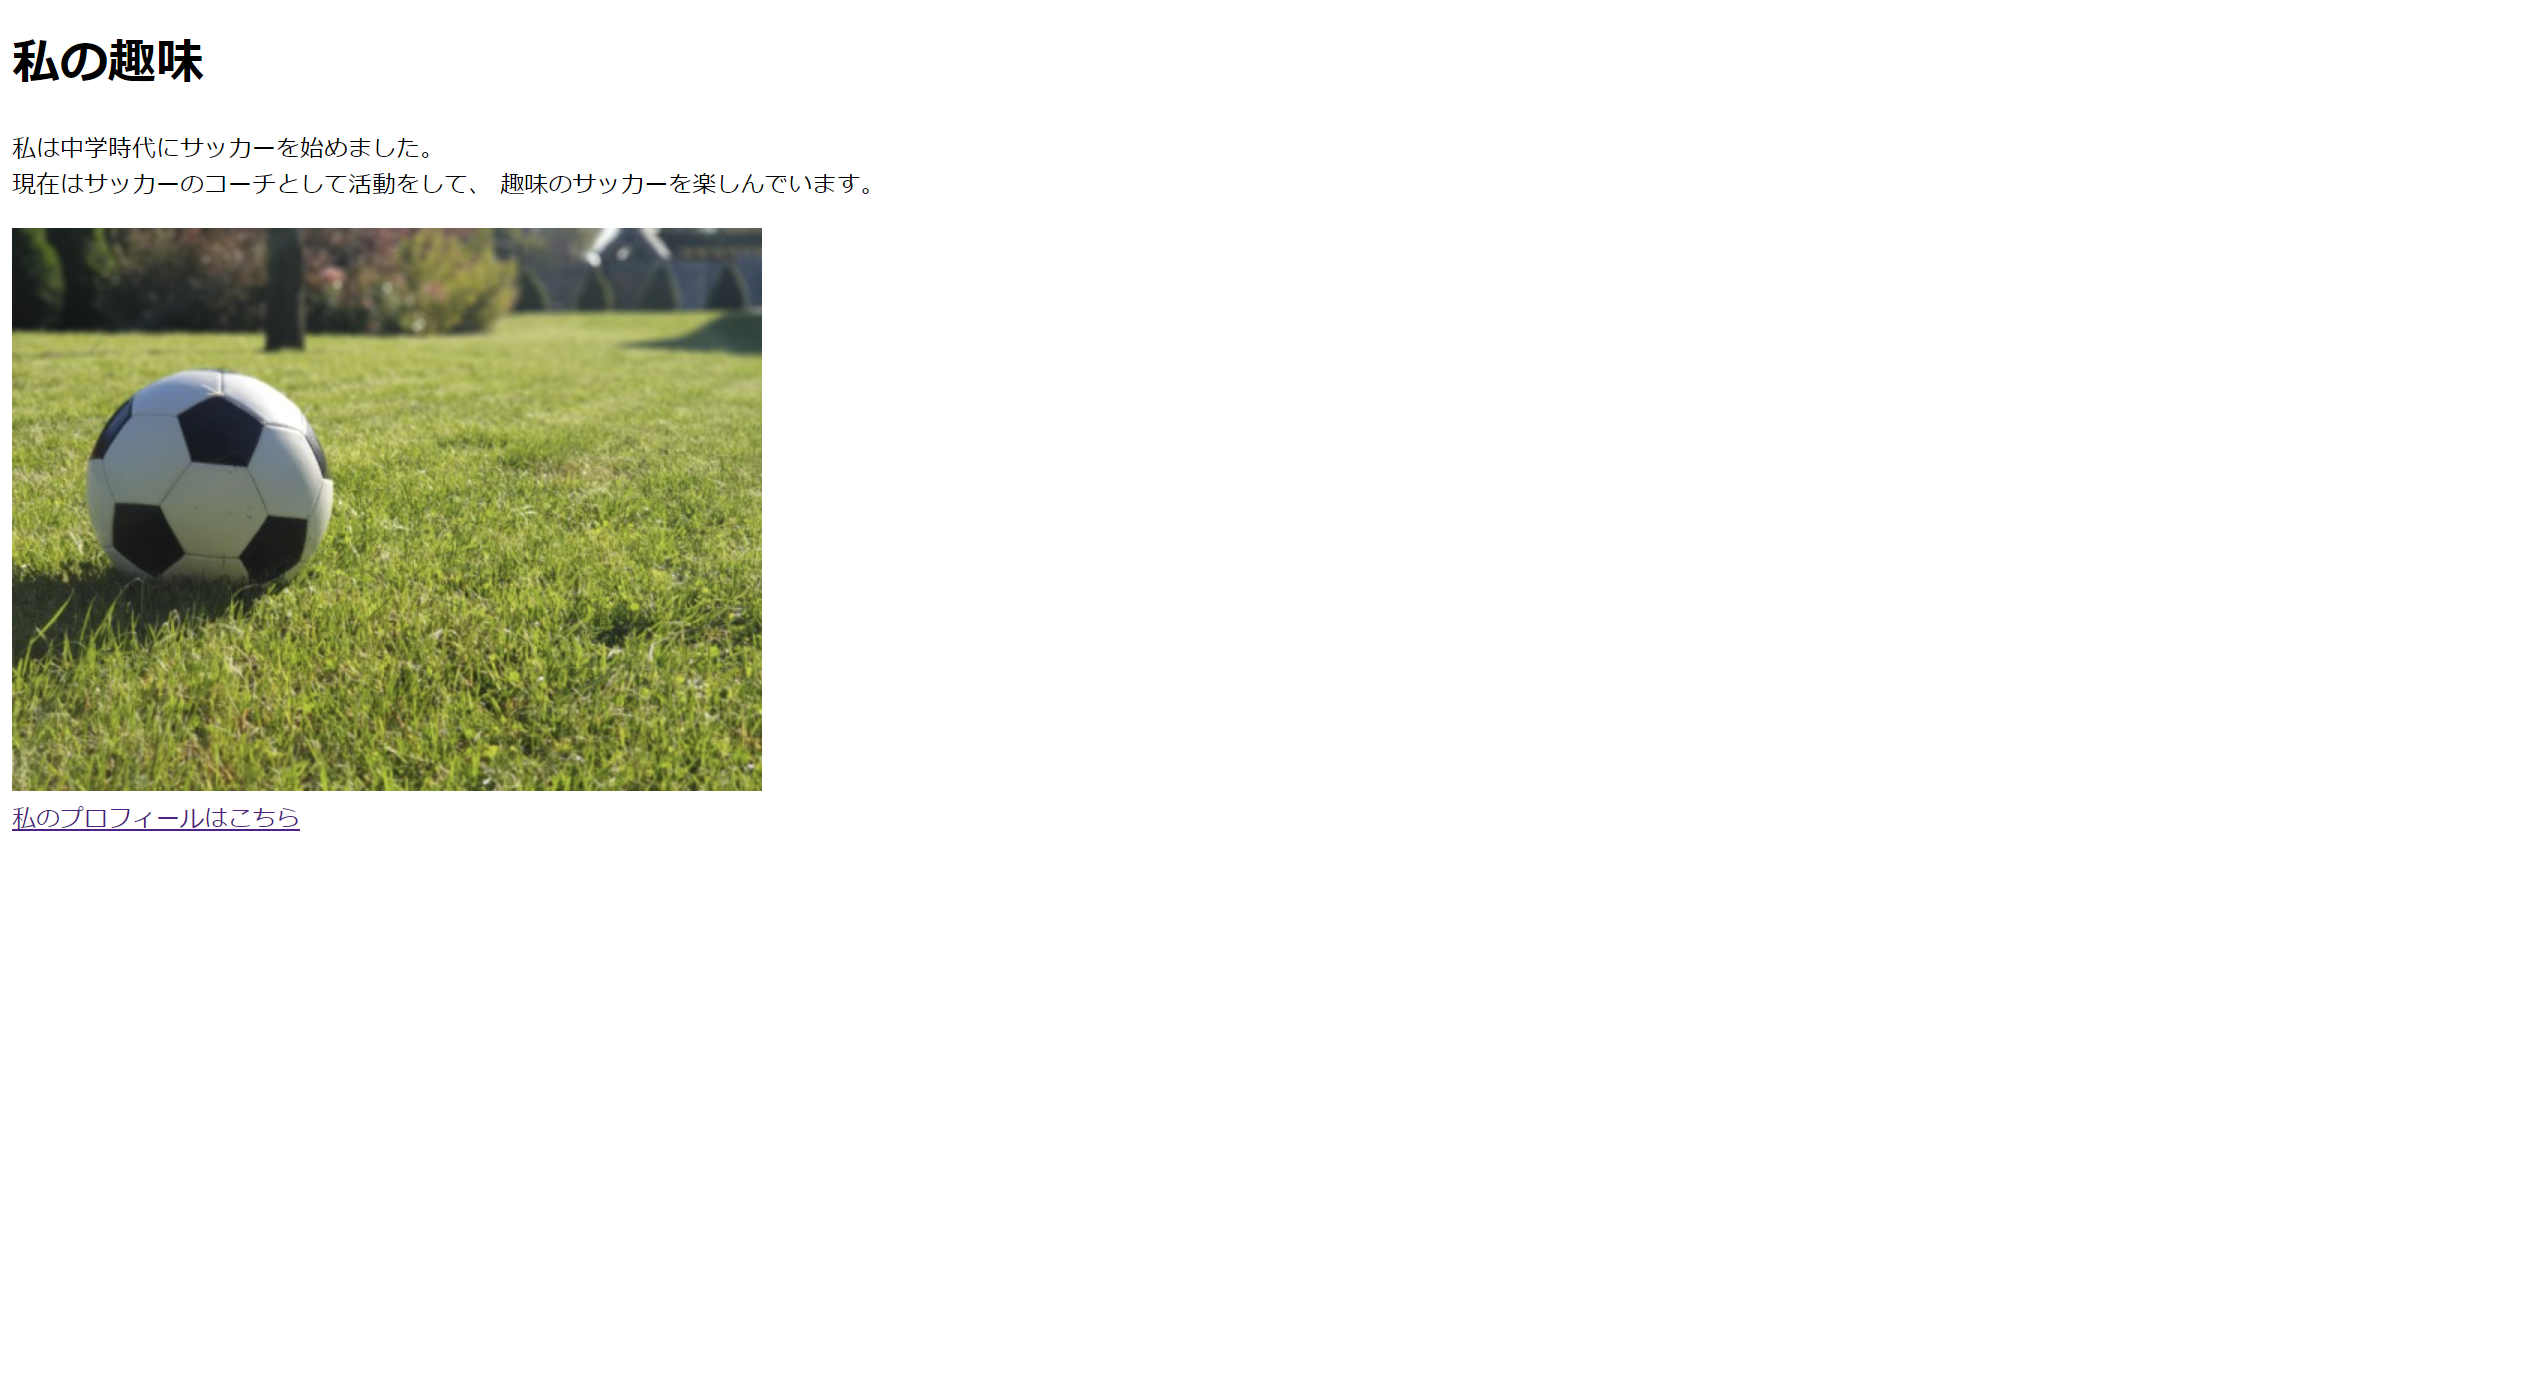 私の趣味
私は中学時代にサッカーを始めました。
現在はサッカーのコーチとして活動をして、 趣味のサッカーを楽しんでいます。
私のプロフィールはこちら